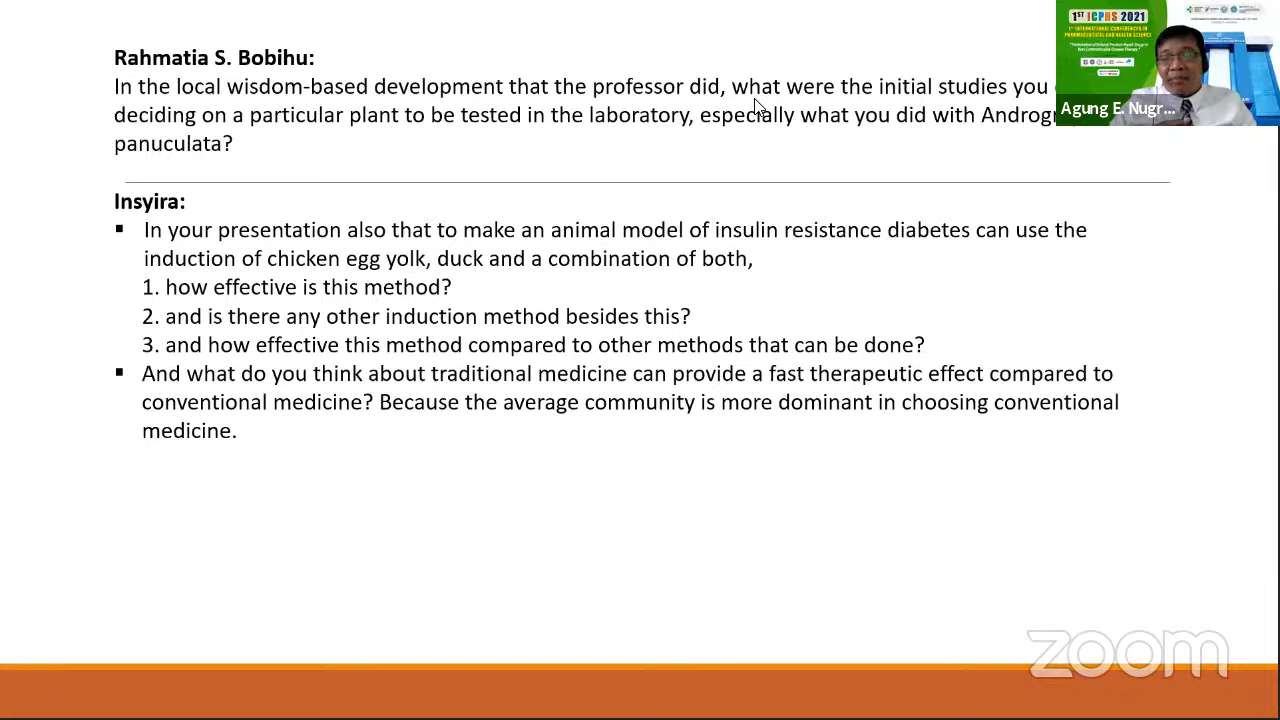 1ST ICPHS 2021
Rahmatia S. Bobihu:
In the local wisdom-based development that the professor did, what were the initial studies you
deciding on a particular plant to be tested in the laboratory, especially what you did with Androgr
panuculata?
Agung E. Nugr...
Insyira:
▪ In your presentation also that to make an animal model of insulin resistance diabetes can use the
induction of chicken egg yolk, duck and a combination of both,
1. how effective is this method?
2. and is there any other induction method besides this?
3. and how effective this method compared to other methods that can be done?
▪ And what do you think about traditional medicine can provide a fast therapeutic effect compared to
conventional medicine? Because the average community is more dominant in choosing conventional
medicine.
zoom